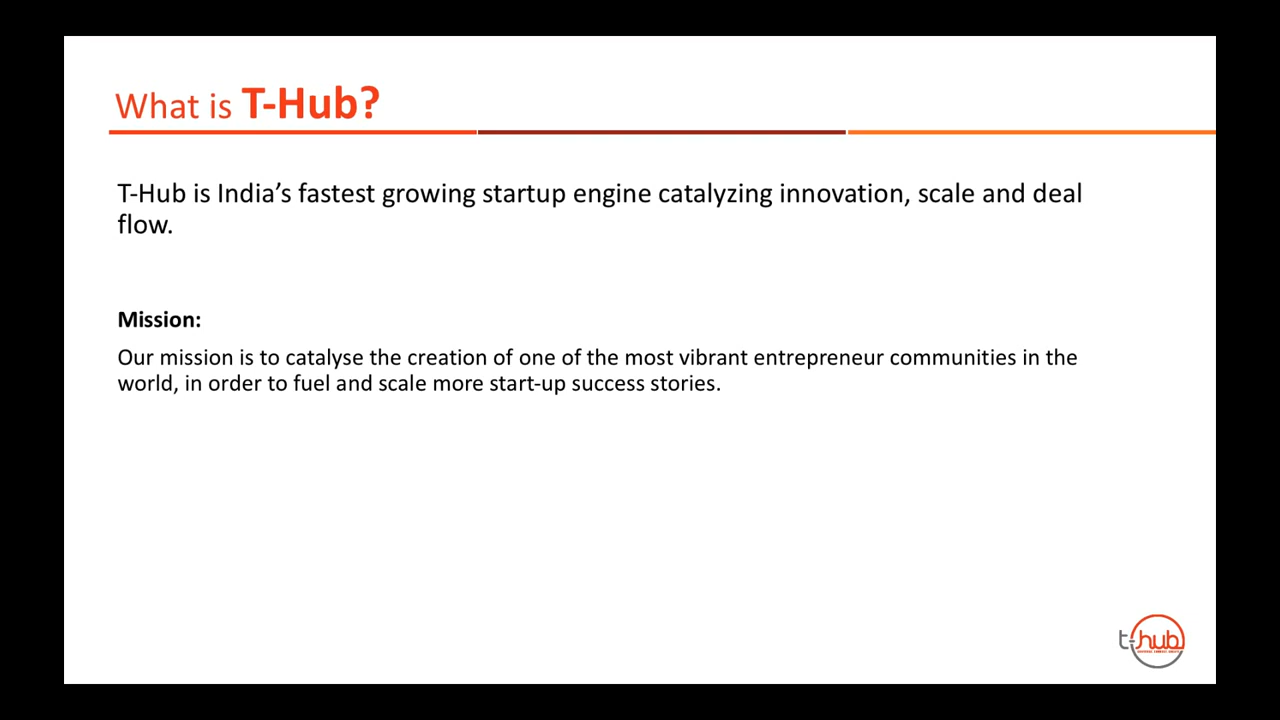 What is T-Hub?
T-Hub is India’s fastest growing startup engine catalyzing innovation, scale and deal
flow.
Mission:
Our mission is to catalyse the creation of one of the most vibrant entrepreneur communities in the
world, in order to fuel and scale more start-up success stories.
t-hub